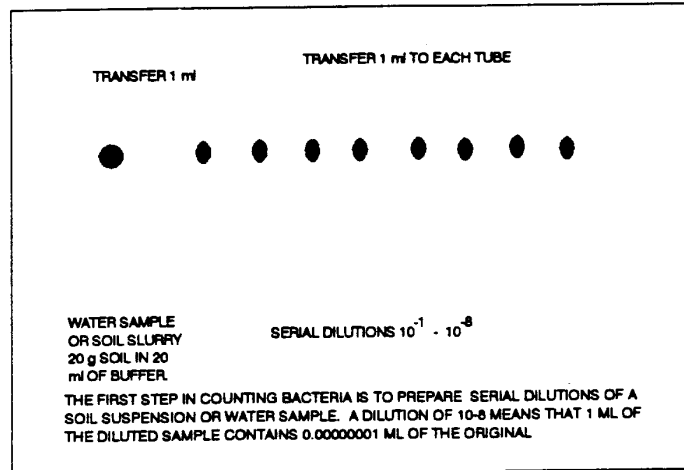 TRANSFER 1 ml
TRANSFER 1 ml TO EACH TUBE
WATER SAMPLE
OR SOIL SLURRY
20 g SOIL IN 20
ml OF BUFFER.
SERIAL DILUTIONS 10⁻¹ - 10⁻⁸
THE FIRST STEP IN COUNTING BACTERIA IS TO PREPARE SERIAL DILUTIONS OF A
SOIL SUSPENSION OR WATER SAMPLE. A DILUTION OF 10-8 MEANS THAT 1 ML OF
THE DILUTED SAMPLE CONTAINS 0.00000001 ML OF THE ORIGINAL